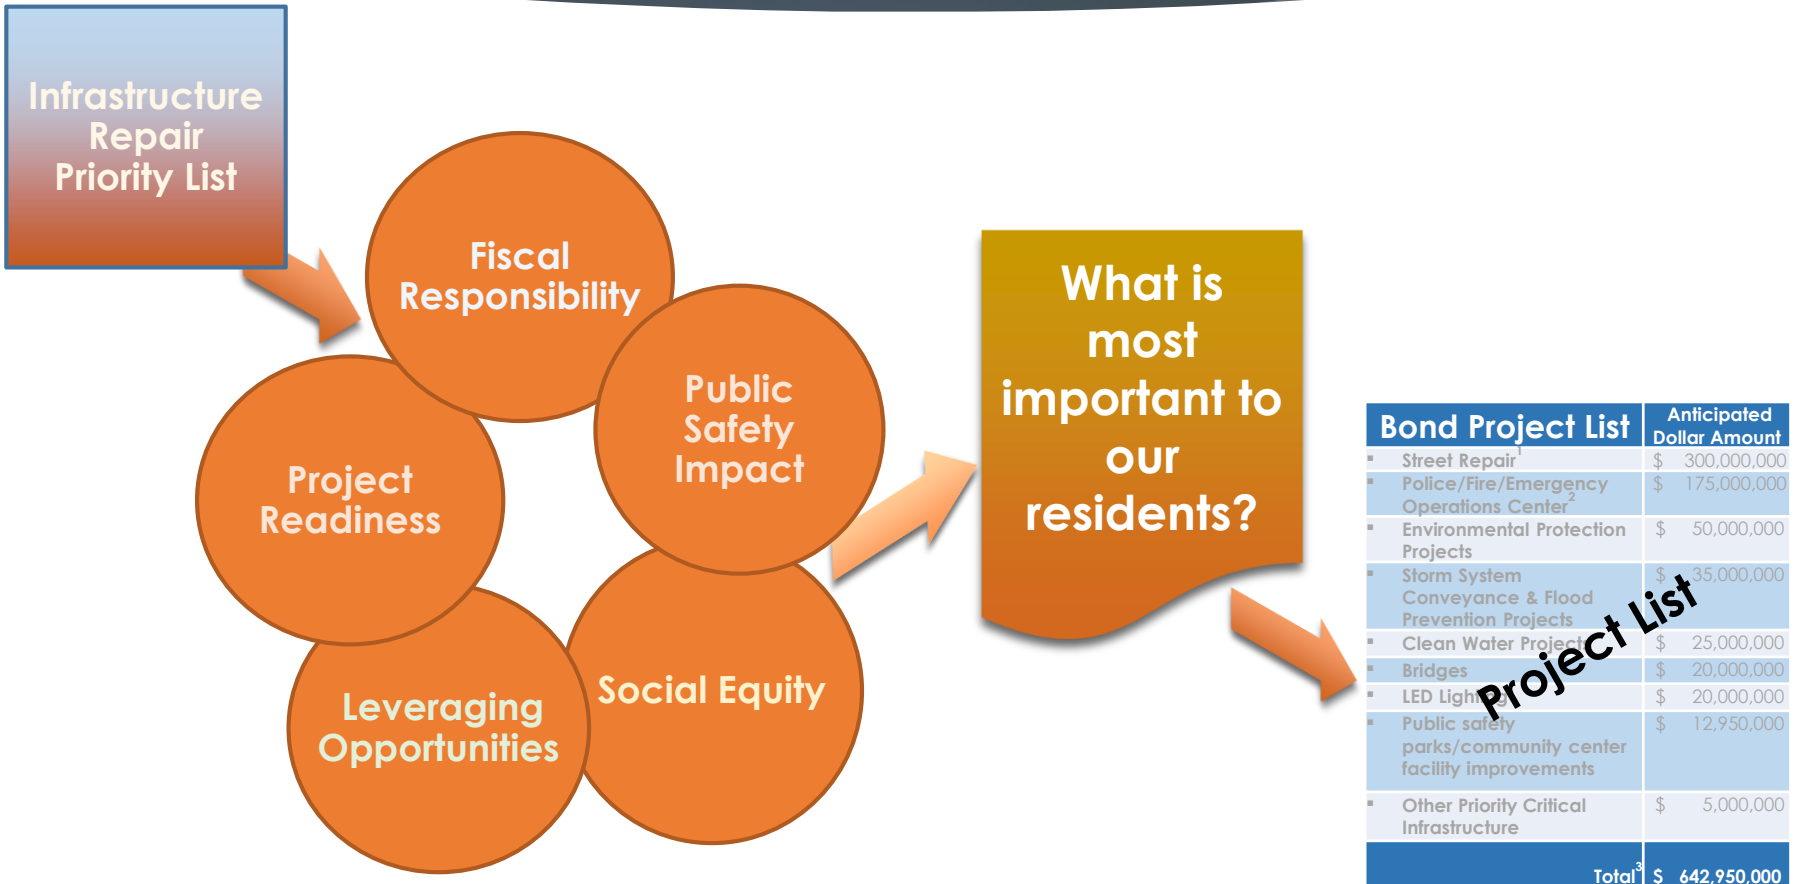 Infrastructure
Repair
Priority List
Fiscal
Responsibility
Public
Safety
Impact
Project
Readiness
Leveraging
Opportunities
Social Equity
What is
most
important to
our
residents?
Bond Project List
Anticipated
Dollar Amount
▪ Street Repair¹ $ 300,000,000
▪ Police/Fire/Emergency $ 175,000,000
Operations Center²
▪ Environmental Protection $ 50,000,000
Projects
▪ Storm System $ 35,000,000
Conveyance & Flood
Prevention Projects
▪ Clean Water Projects $ 25,000,000
▪ Bridges $ 20,000,000
▪ LED Lighting $ 20,000,000
▪ Public safety $ 12,950,000
parks/community center
facility improvements
▪ Other Priority Critical $ 5,000,000
Infrastructure
Total³ $ 642,950,000
Project List